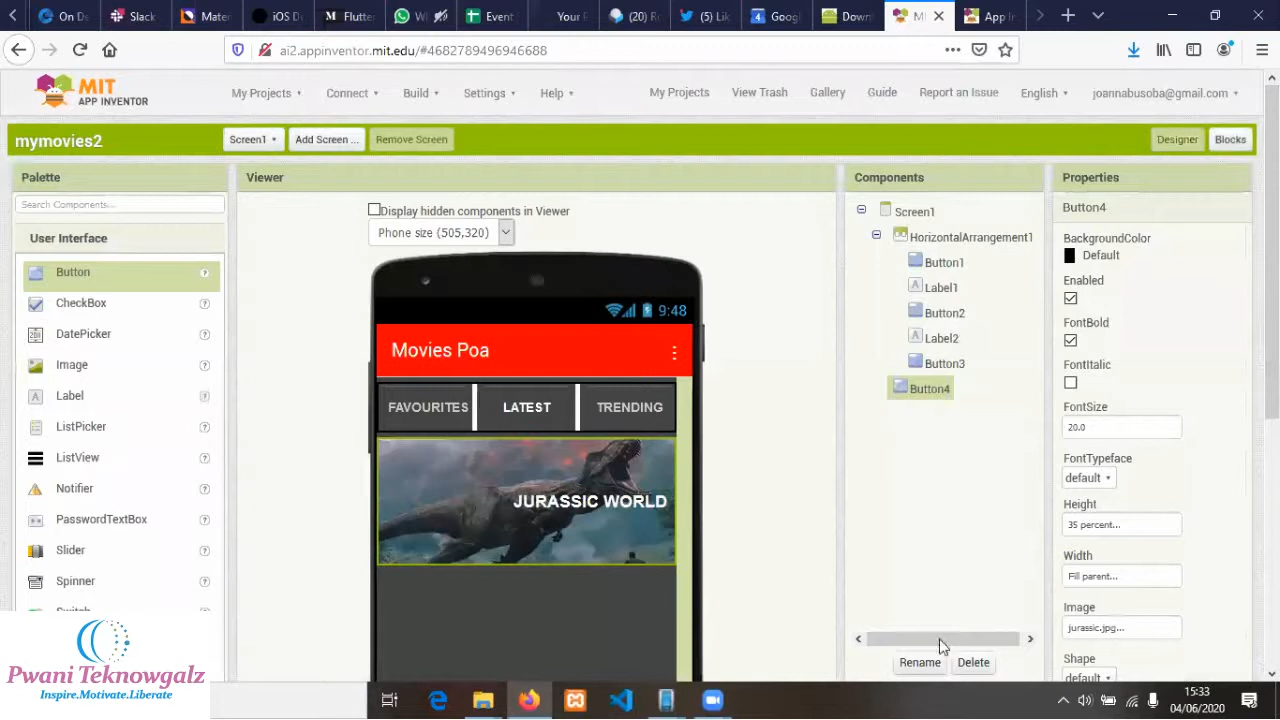 On D
Slack
Mater
iOS De
Flutter
W
Event
Your P
(20) R
(5) Lik
Googl
Down
MI
App In
ai2.appinventor.mit.edu/#4682789496946688
MIT
APP INVENTOR
My Projects
Connect
Build
Settings
Help
My Projects
View Trash
Gallery
Guide
Report an Issue
English
joannabusoba@gmail.com
mymovies2
Screen1
Add Screen ...
Remove Screen
Designer
Blocks
Palette
Viewer
Components
Properties
Search Components...
User Interface
Button
CheckBox
DatePicker
Image
Label
ListPicker
ListView
Notifier
PasswordTextBox
Slider
Spinner
Display hidden components in Viewer
Phone size (505,320)
9:48
Movies Poa
FAVOURITES
LATEST
TRENDING
JURASSIC WORLD
Screen1
HorizontalArrangement1
Button1
Label1
Button2
Label2
Button3
Button4
Rename
Delete
Button4
BackgroundColor
Default
Enabled
FontBold
FontItalic
FontSize
20.0
FontTypeface
default
Height
35 percent...
Width
Fill parent...
Image
jurassic.jpg...
Shape
default
Pwani Teknowgalz
Inspire.Motivate.Liberate
15:33
04/06/2020